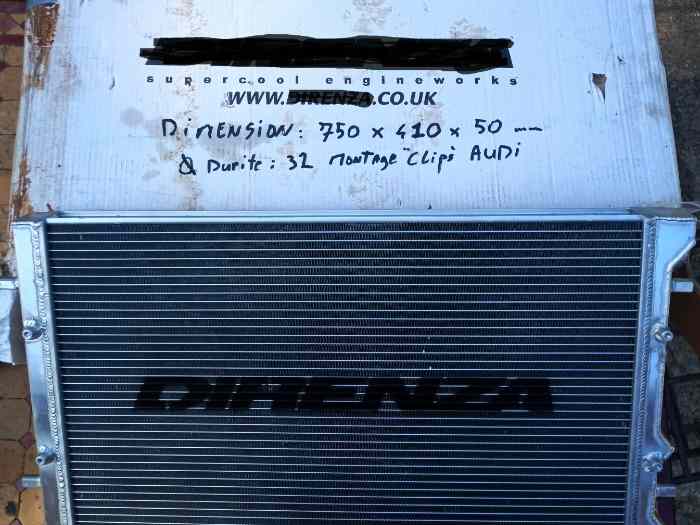 supercool engineworks
WWW.DIRENZA.CO.UK
DimENSiON: 750 x 410 x 50 mm
Ø Durite: 32 montage "Clips" AUDi
DIRENZA